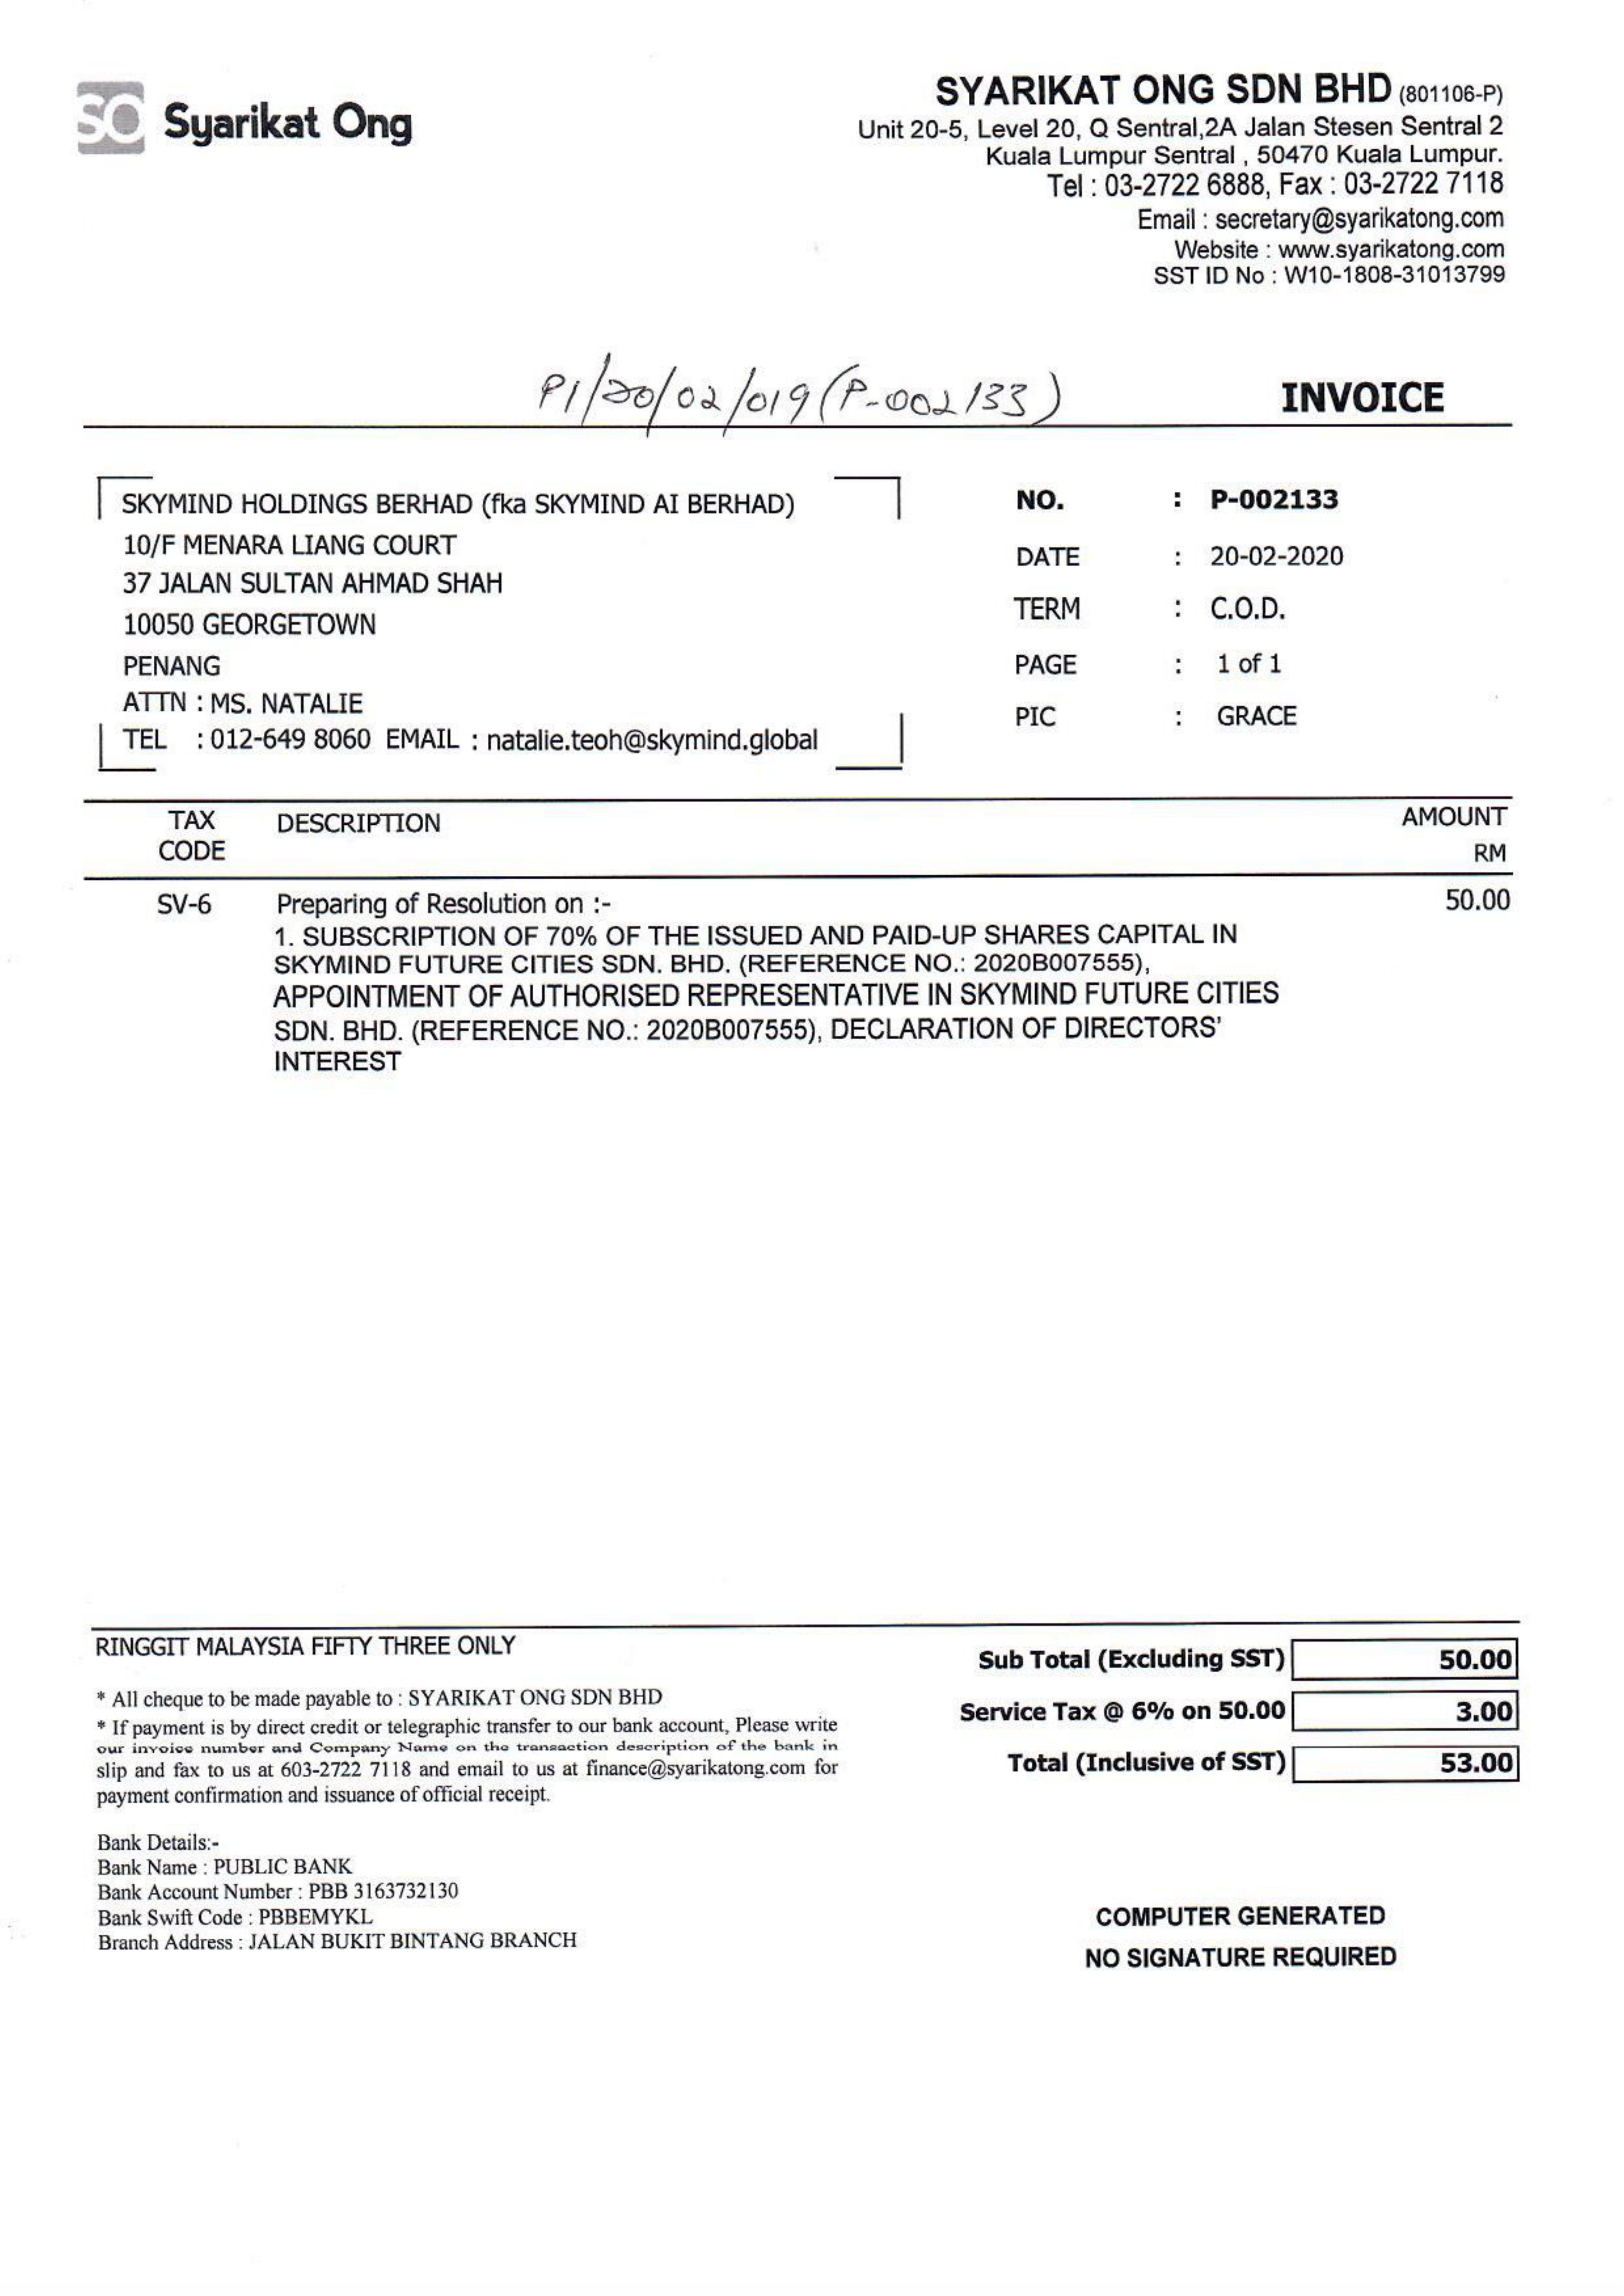 SO Syarikat Ong
SYARIKAT ONG SDN BHD (801106-P)
Unit 20-5, Level 20, Q Sentral,2A Jalan Stesen Sentral 2
Kuala Lumpur Sentral , 50470 Kuala Lumpur.
Tel : 03-2722 6888, Fax : 03-2722 7118
Email : secretary@syarikatong.com
Website : www.syarikatong.com
SST ID No : W10-1808-31013799
PI/20/02/019(P-002133)
INVOICE
SKYMIND HOLDINGS BERHAD (fka SKYMIND AI BERHAD)
10/F MENARA LIANG COURT
37 JALAN SULTAN AHMAD SHAH
10050 GEORGETOWN
PENANG
ATTN : MS. NATALIE
TEL : 012-649 8060 EMAIL : natalie.teoh@skymind.global
NO. : P-002133
DATE : 20-02-2020
TERM : C.O.D.
PAGE : 1 of 1
PIC : GRACE
TAX CODE DESCRIPTION AMOUNT RM
SV-6 Preparing of Resolution on :- 50.00
1. SUBSCRIPTION OF 70% OF THE ISSUED AND PAID-UP SHARES CAPITAL IN
SKYMIND FUTURE CITIES SDN. BHD. (REFERENCE NO.: 2020B007555),
APPOINTMENT OF AUTHORISED REPRESENTATIVE IN SKYMIND FUTURE CITIES
SDN. BHD. (REFERENCE NO.: 2020B007555), DECLARATION OF DIRECTORS'
INTEREST
RINGGIT MALAYSIA FIFTY THREE ONLY
* All cheque to be made payable to : SYARIKAT ONG SDN BHD
* If payment is by direct credit or telegraphic transfer to our bank account, Please write
our invoice number and Company Name on the transaction description of the bank in
slip and fax to us at 603-2722 7118 and email to us at finance@syarikatong.com for
payment confirmation and issuance of official receipt.
Sub Total (Excluding SST) 50.00
Service Tax @ 6% on 50.00 3.00
Total (Inclusive of SST) 53.00
Bank Details:-
Bank Name : PUBLIC BANK
Bank Account Number : PBB 3163732130
Bank Swift Code : PBBEMYKL
Branch Address : JALAN BUKIT BINTANG BRANCH
COMPUTER GENERATED
NO SIGNATURE REQUIRED